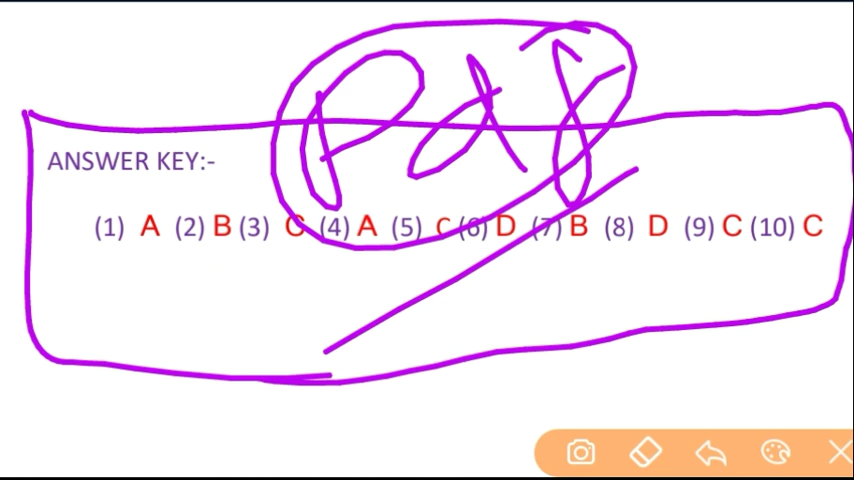 Pdf
ANSWER KEY:-
(1) A (2) B (3) C (4) A (5) C (6) D (7) B (8) D (9) C (10) C